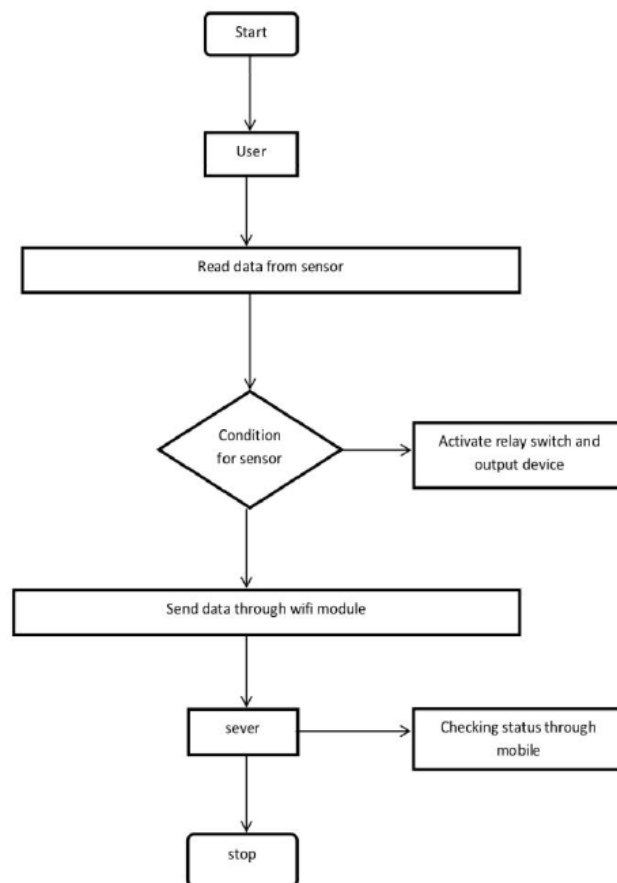 Start
User
Read data from sensor
Condition
for sensor
Activate relay switch and
output device
Send data through wifi module
sever
Checking status through
mobile
stop